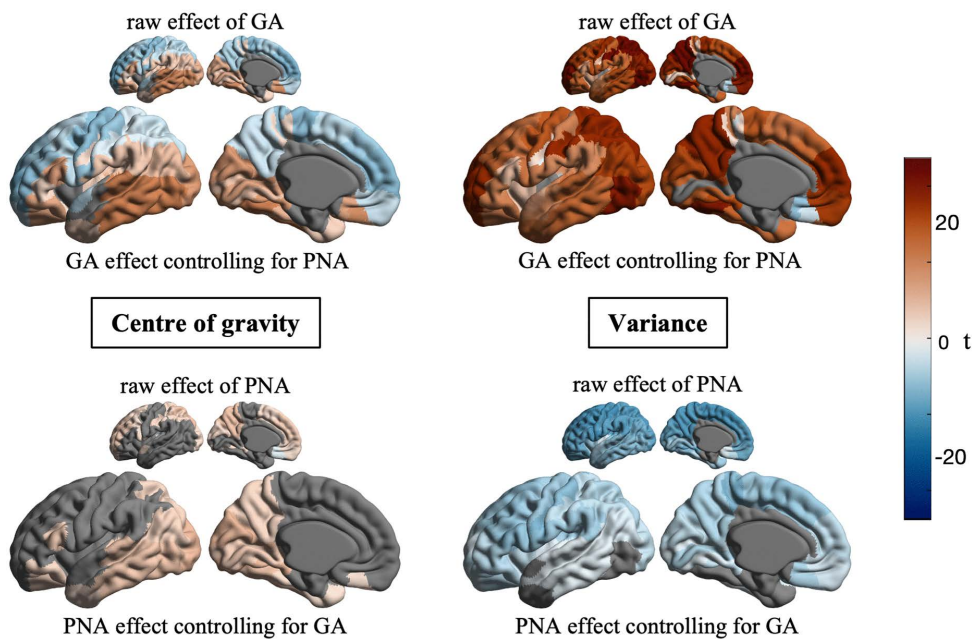 raw effect of GA
raw effect of GA
GA effect controlling for PNA
GA effect controlling for PNA
20
0 t
-20
Centre of gravity
Variance
raw effect of PNA
raw effect of PNA
PNA effect controlling for GA
PNA effect controlling for GA